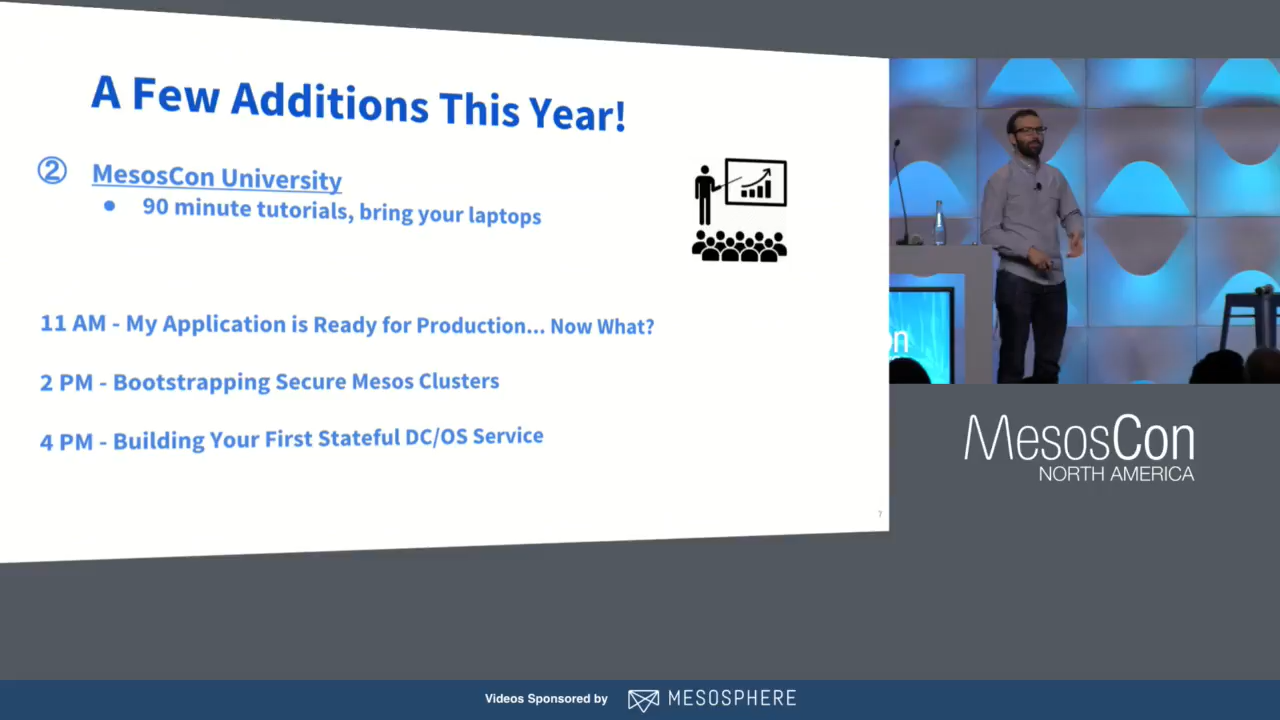 A Few Additions This Year!
② MesosCon University
• 90 minute tutorials, bring your laptops
11 AM - My Application is Ready for Production... Now What?
2 PM - Bootstrapping Secure Mesos Clusters
4 PM - Building Your First Stateful DC/OS Service
7
on
MesosCon
NORTH AMERICA
Videos Sponsored by MESOSPHERE